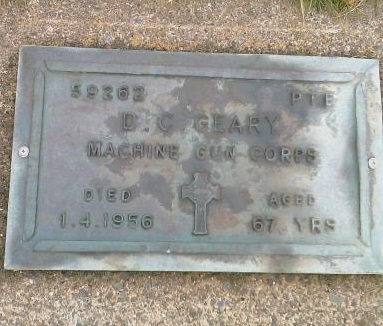 59262 PTE
D. C. GEARY
MACHINE GUN CORPS
DIED AGED
1.4.1956 67 YRS